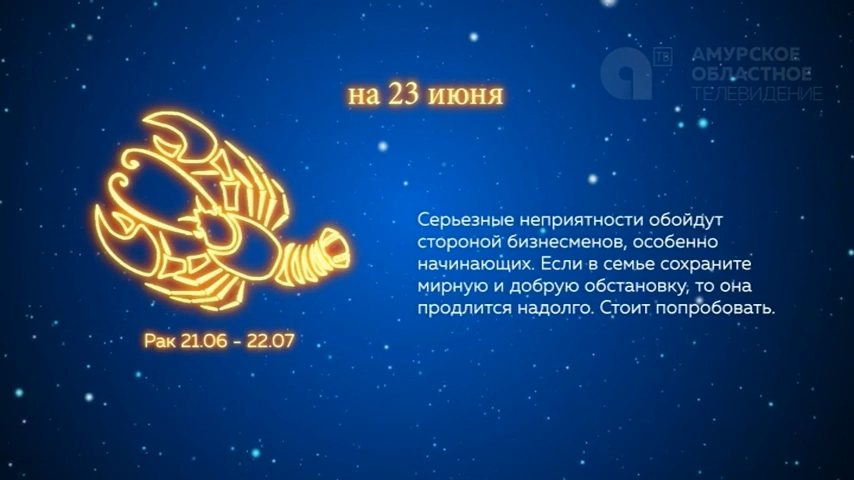 ТВ
АМУРСКОЕ
ОБЛАСТНОЕ
ТЕЛЕВИДЕНИЕ
на 23 июня
Серьезные неприятности обойдут
стороной бизнесменов, особенно
начинающих. Если в семье сохраните
мирную и добрую обстановку, то она
продлится надолго. Стоит попробовать.
Рак 21.06 - 22.07